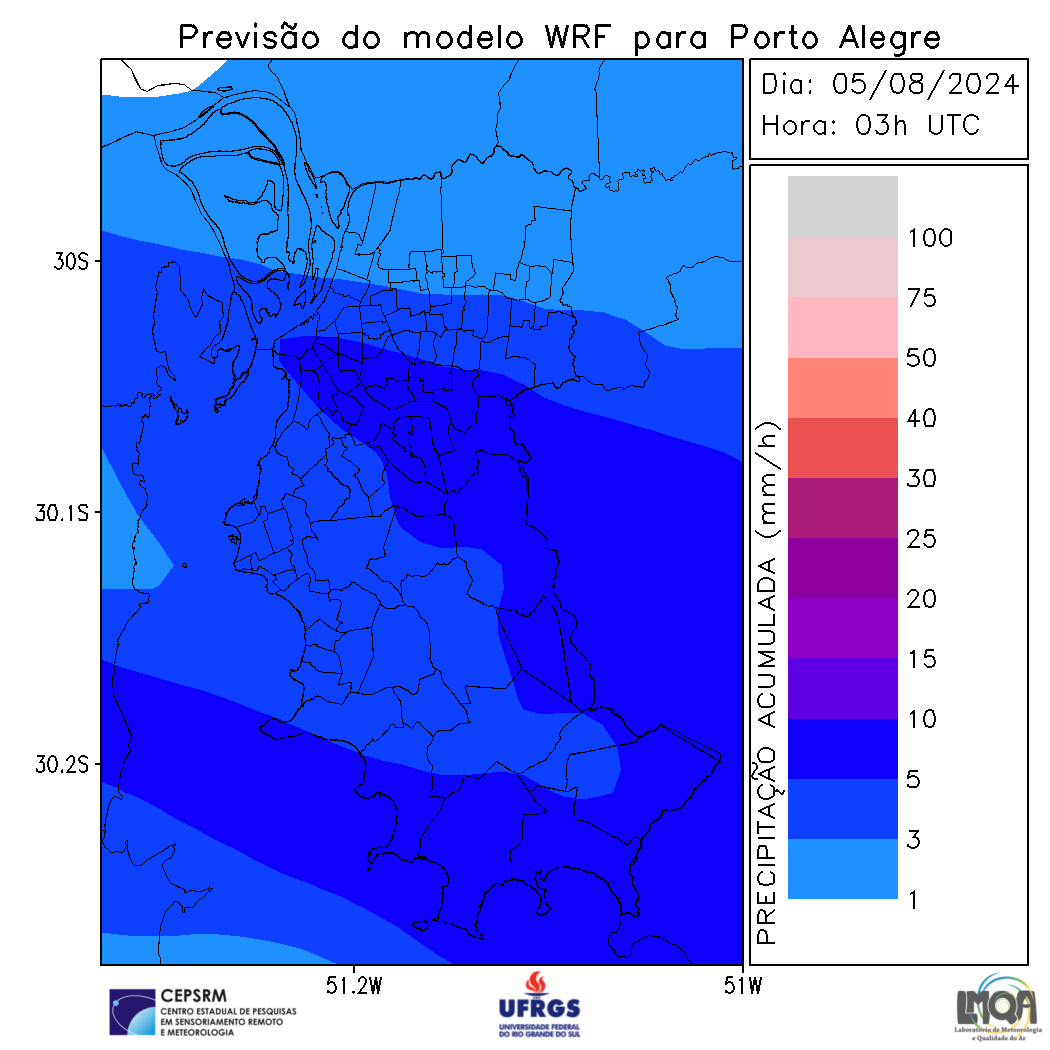 Previsão do modelo WRF para Porto Alegre
Dia: 05/08/2024
Hora: 03h UTC
30S
30.1S
30.2S
51.2W
51W
PRECIPITAÇÃO ACUMULADA (mm/h)
100
75
50
40
30
25
20
15
10
5
3
1
CEPSRM
CENTRO ESTADUAL DE PESQUISAS
EM SENSORIAMENTO REMOTO
E METEOROLOGIA
UFRGS
UNIVERSIDADE FEDERAL
DO RIO GRANDE DO SUL
LMQA
Laboratório de Meteorologia
e Qualidade do Ar